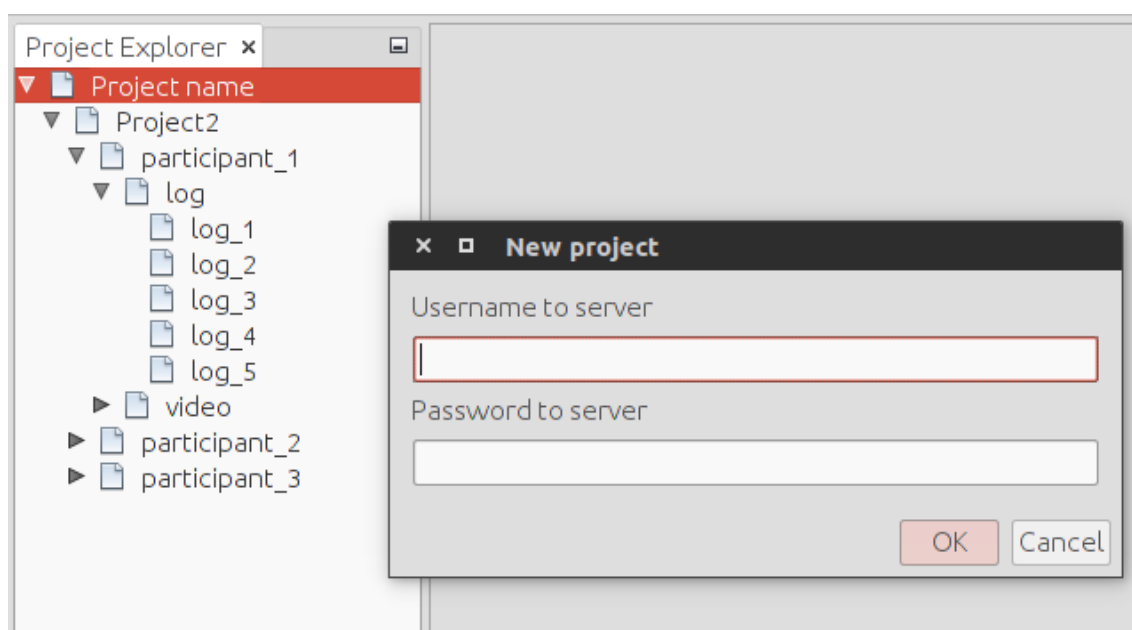 Project Explorer
Project name
Project2
participant_1
log
log_1
log_2
log_3
log_4
log_5
video
participant_2
participant_3
New project
Username to server
Password to server
OK Cancel